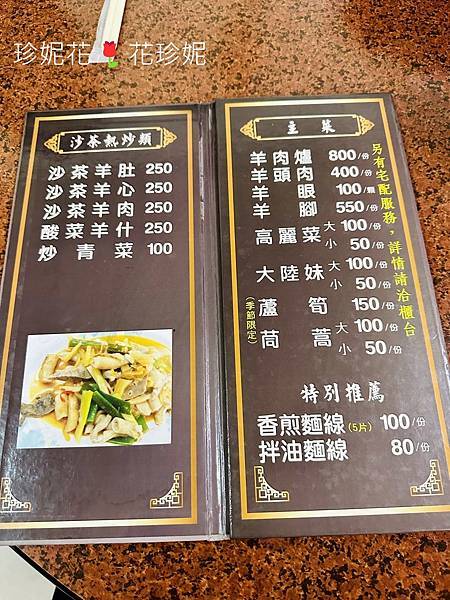 珍妮花🌷花珍妮
沙茶熱炒類
沙茶羊肚 250
沙茶羊心 250
沙茶羊肉 250
酸菜羊什 250
炒青菜 100
主菜
羊肉爐 800/份
羊頭肉 400/份
羊眼 100/顆
羊腳 550/份
高麗菜 大 100/份
小 50/份
大陸妹 大 100/份
小 50/份
(季節限定)
蘆筍 150/份
茼蒿 大 100/份
小 50/份
另有宅配服務，詳情請洽櫃台
特別推薦
香煎麵線(5片) 100/份
拌油麵線 80/份